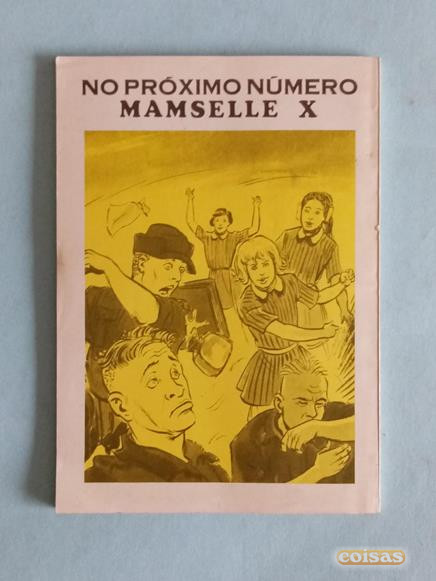 NO PRÓXIMO NÚMERO
MAMSELLE X
coisas